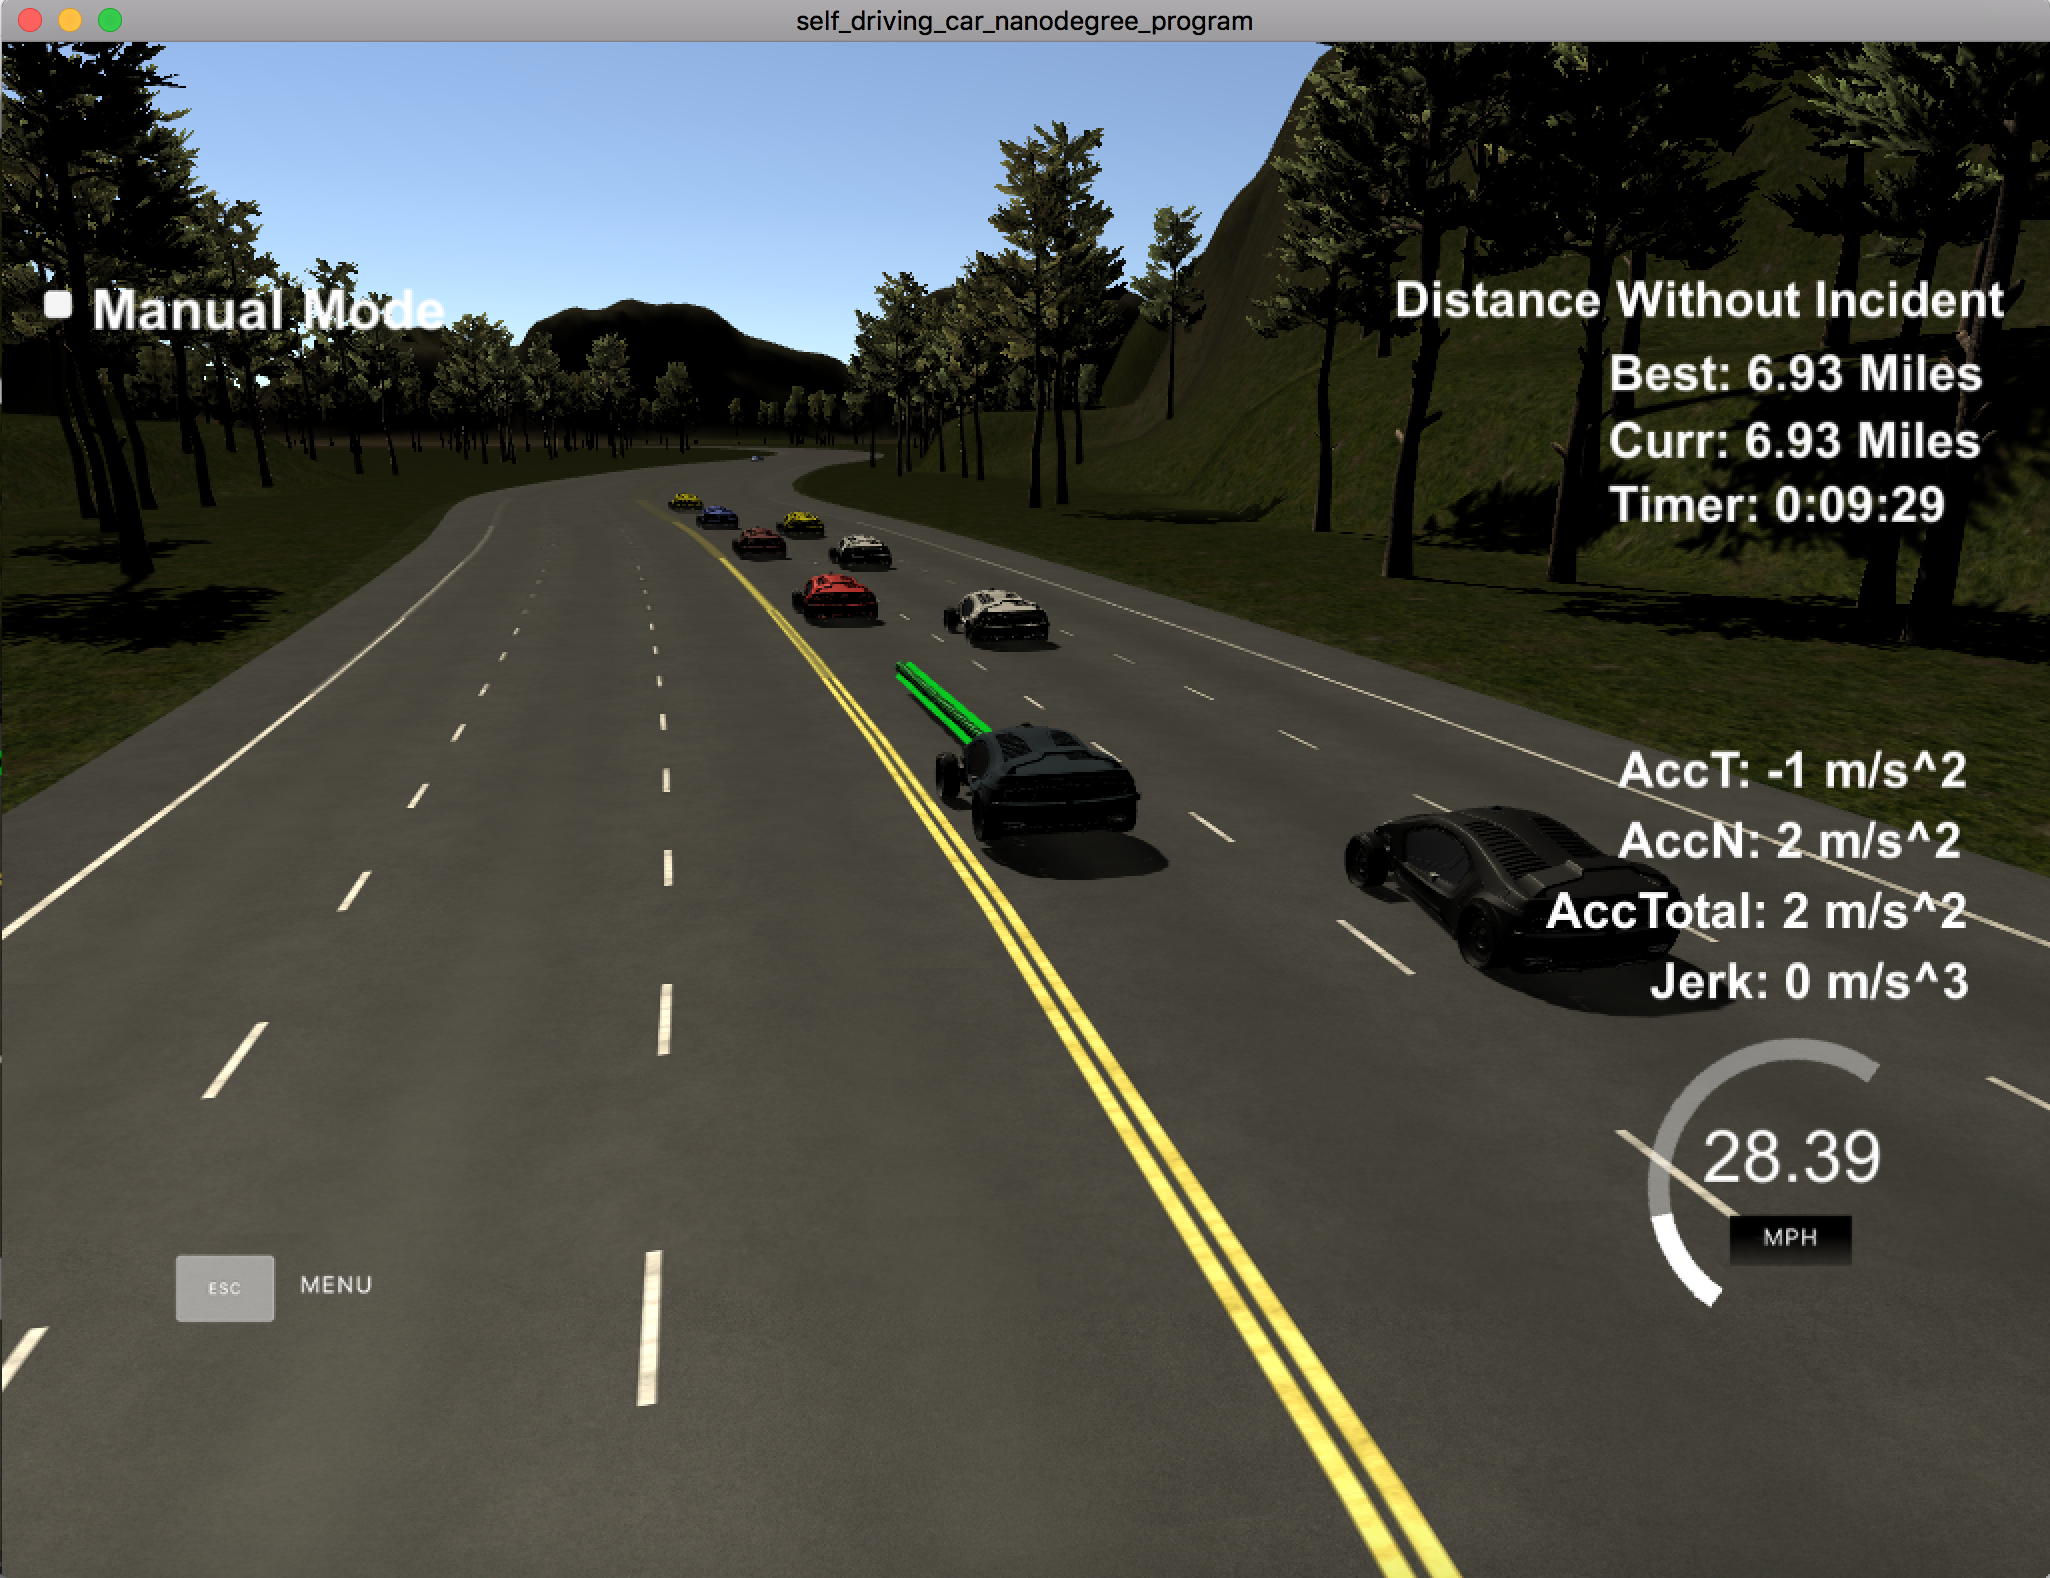 self_driving_car_nanodegree_program
Manual Mode
Distance Without Incident
Best: 6.93 Miles
Curr: 6.93 Miles
Timer: 0:09:29
AccT: -1 m/s^2
AccN: 2 m/s^2
AccTotal: 2 m/s^2
Jerk: 0 m/s^3
28.39
MPH
ESC MENU